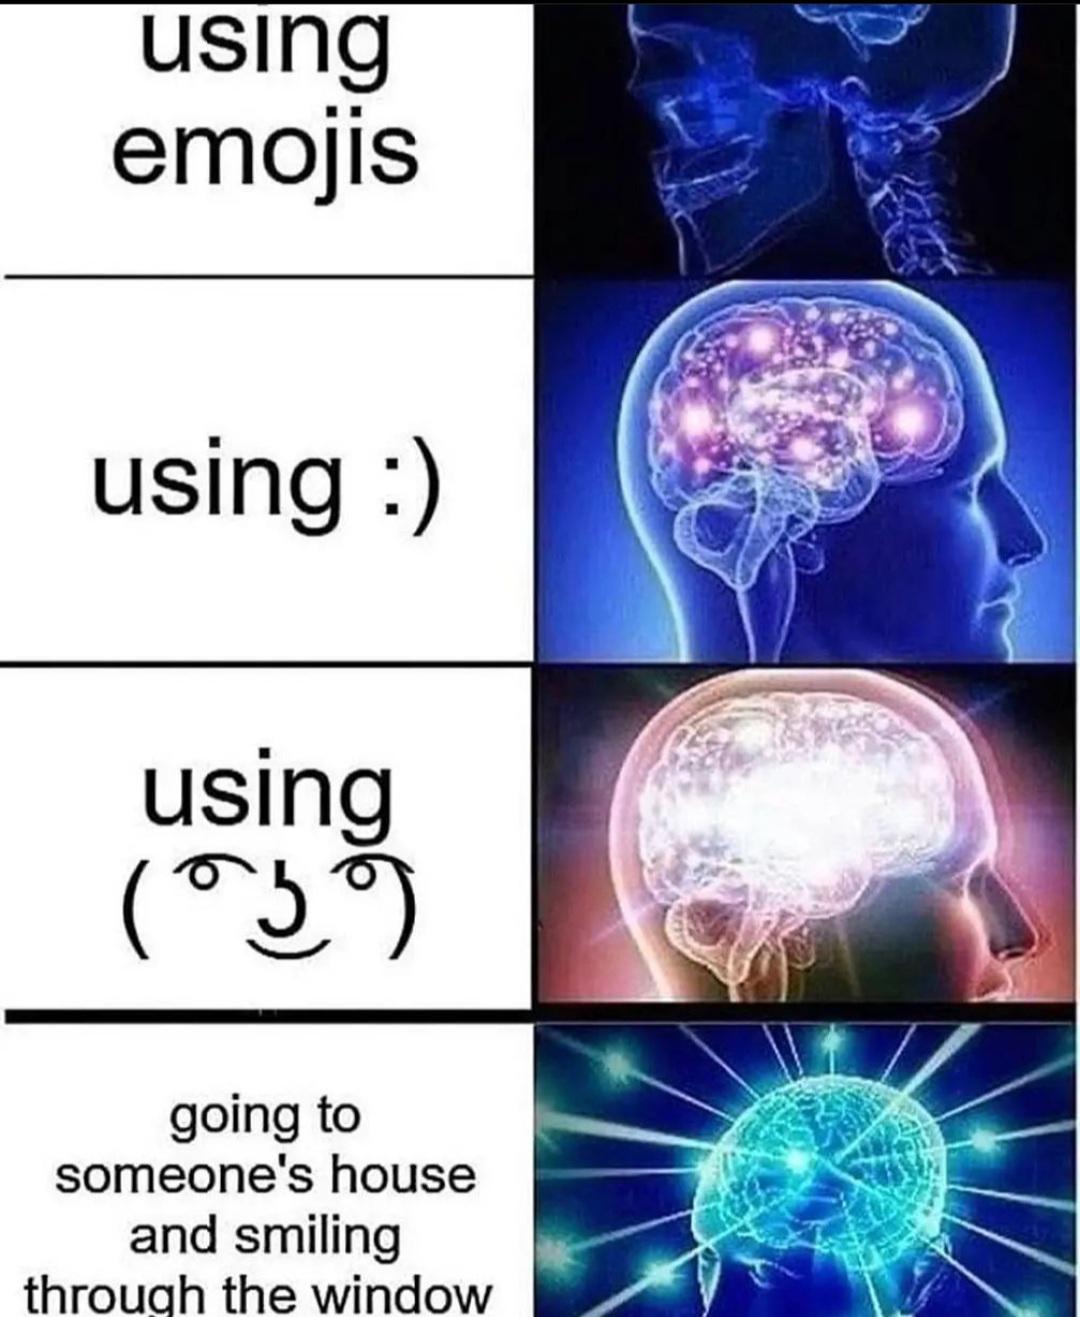 using
emojis
using :)
using
( ͡° ͜ʖ ͡°)
going to
someone's house
and smiling
through the window